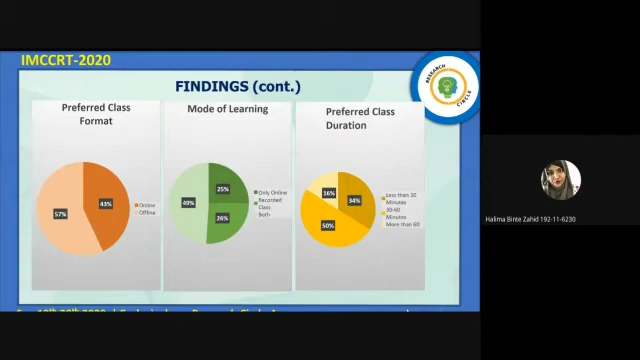 IMCCRT-2020
RESEARCH
CIRCLE
FINDINGS (cont.)
Preferred Class
Format
57%
43%
Online
Offline
Mode of Learning
25%
49%
26%
Only Online
Recorded
Class
Both
Preferred Class
Duration
16%
34%
50%
Less than 30
Minutes
30-60
Minutes
More than 60
Halima Binte Zahid 192-11-6230